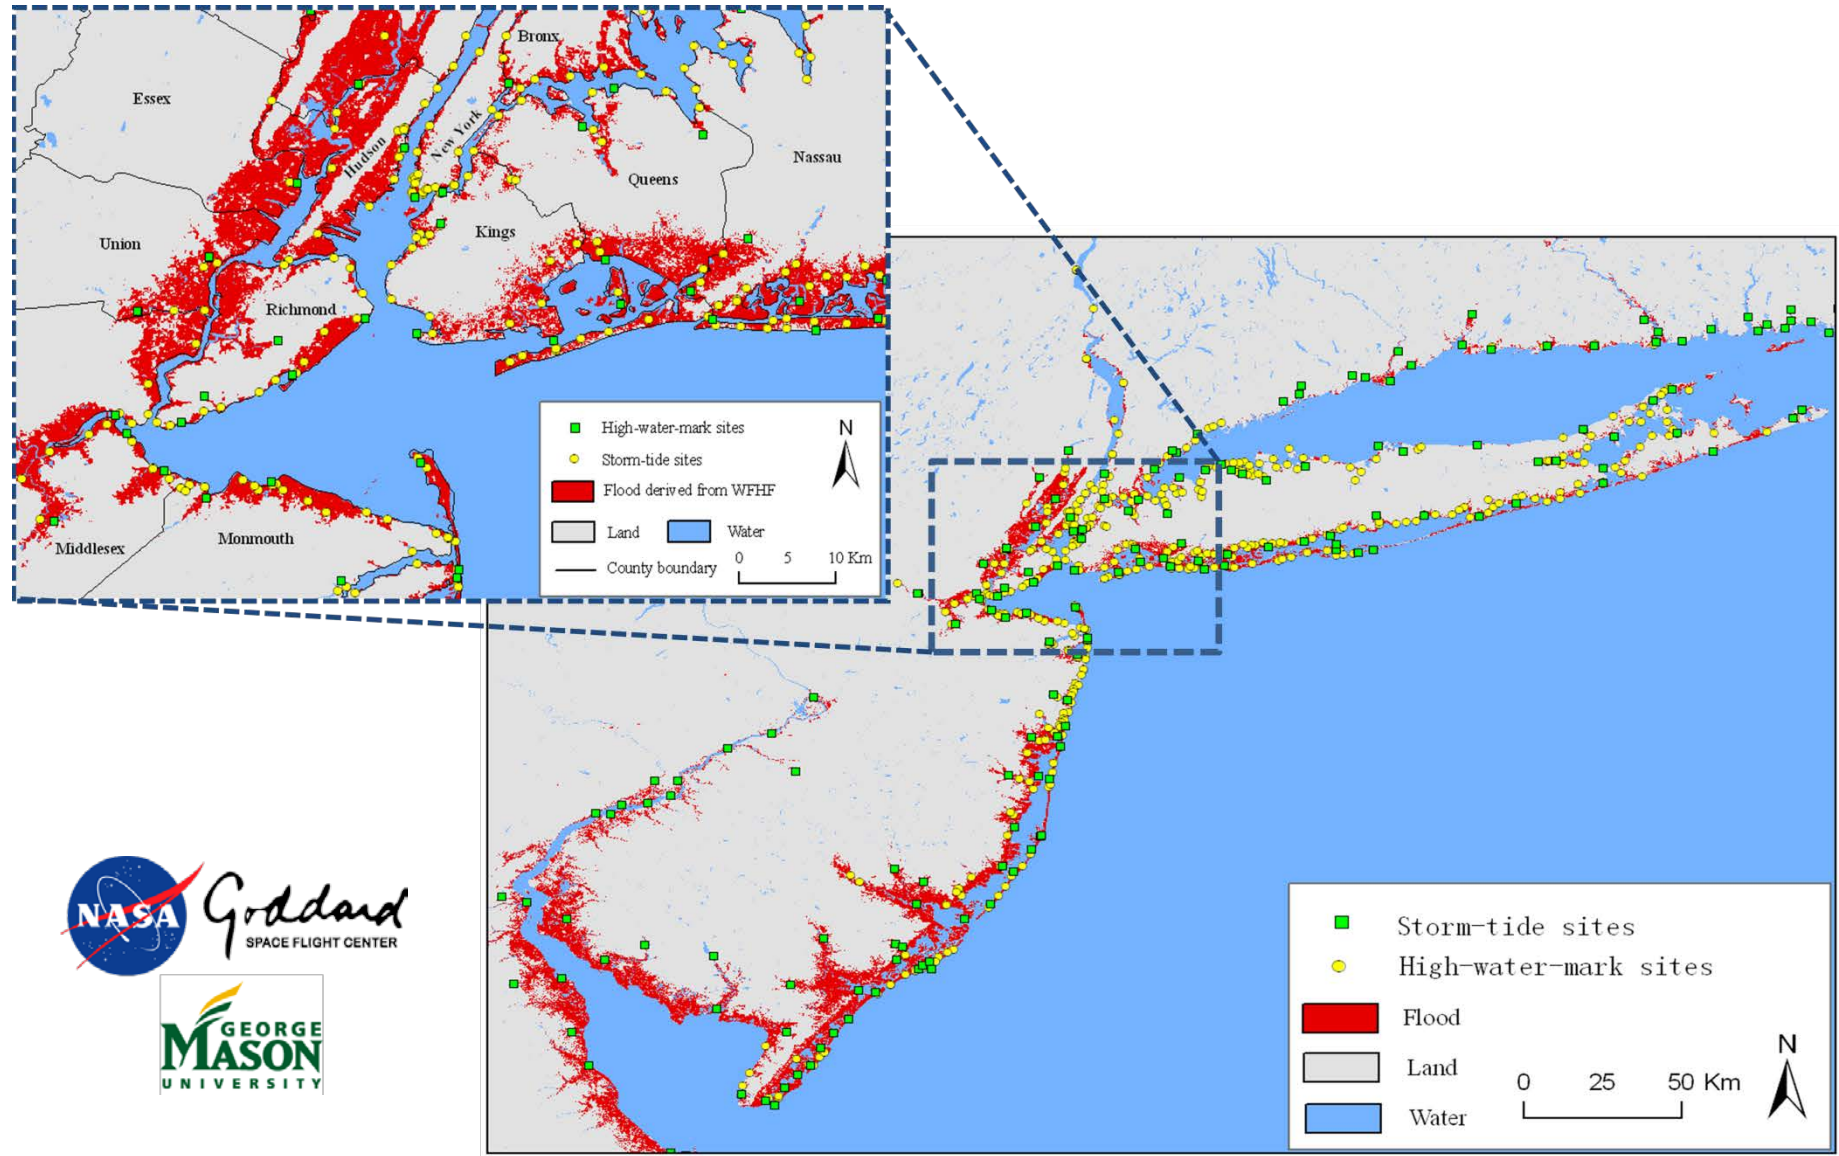 Bronx
Essex
Hudson
New York
Nassau
Queens
Union
Kings
Richmond
Middlesex
Monmouth
N
High-water-mark sites
Storm-tide sites
Flood derived from WFHF
Land
Water
County boundary
0 5 10 Km
NASA
Goddard
SPACE FLIGHT CENTER
GEORGE
MASON
UNIVERSITY
Storm-tide sites
High-water-mark sites
Flood
Land
Water
0 25 50 Km
N